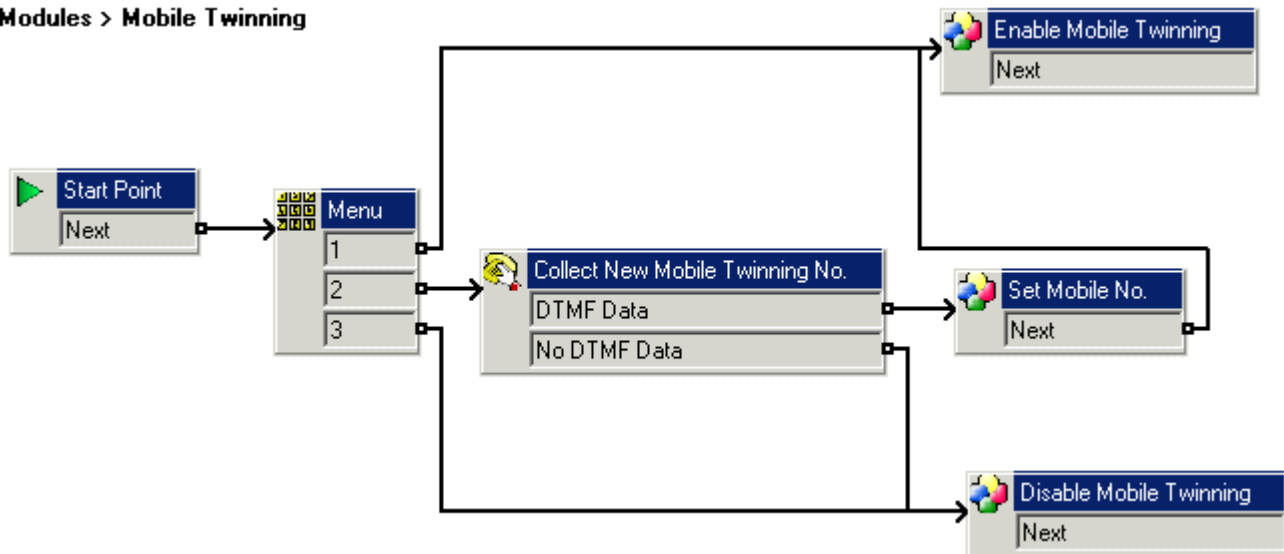 Modules > Mobile Twinning
Enable Mobile Twinning
Next
Start Point
Next
Menu
1
2
3
Collect New Mobile Twinning No.
DTMF Data
No DTMF Data
Set Mobile No.
Next
Disable Mobile Twinning
Next